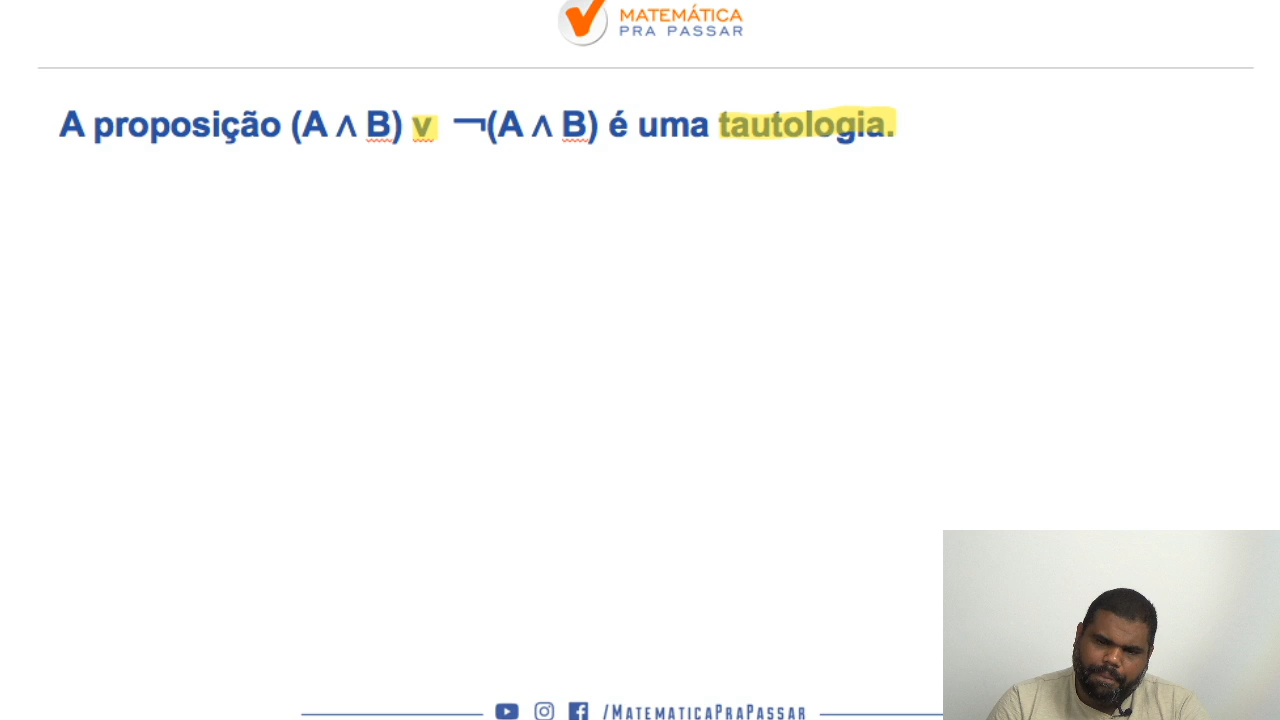 MATEMÁTICA
PRA PASSAR
A proposição (A ∧ B) v ¬(A ∧ B) é uma tautologia.
/MATEMATICAPRAPASSAR